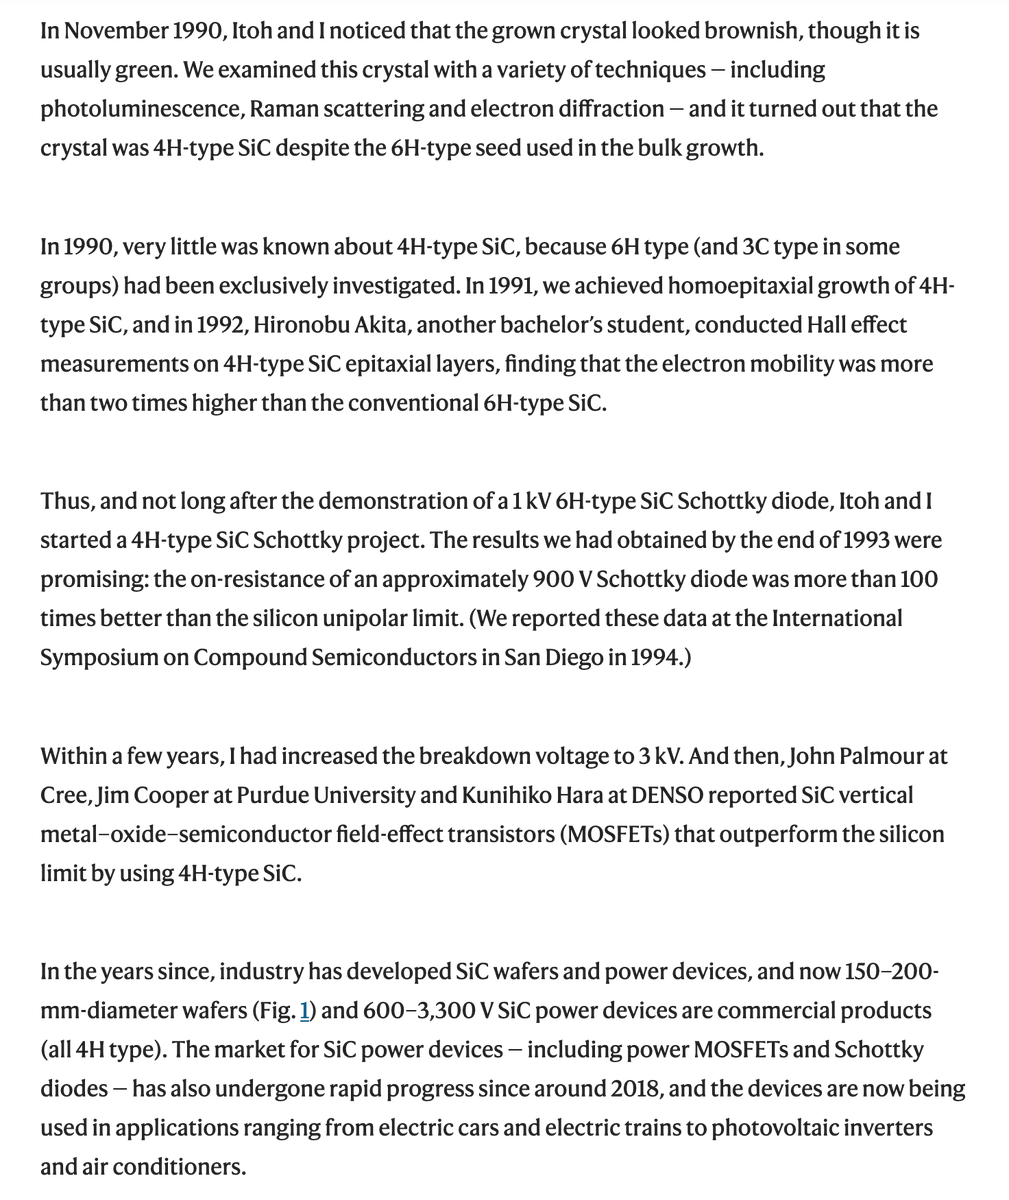 In November 1990, Itoh and I noticed that the grown crystal looked brownish, though it is
usually green. We examined this crystal with a variety of techniques — including
photoluminescence, Raman scattering and electron diffraction — and it turned out that the
crystal was 4H-type SiC despite the 6H-type seed used in the bulk growth.
In 1990, very little was known about 4H-type SiC, because 6H type (and 3C type in some
groups) had been exclusively investigated. In 1991, we achieved homoepitaxial growth of 4H-
type SiC, and in 1992, Hironobu Akita, another bachelor’s student, conducted Hall effect
measurements on 4H-type SiC epitaxial layers, finding that the electron mobility was more
than two times higher than the conventional 6H-type SiC.
Thus, and not long after the demonstration of a 1 kV 6H-type SiC Schottky diode, Itoh and I
started a 4H-type SiC Schottky project. The results we had obtained by the end of 1993 were
promising: the on-resistance of an approximately 900 V Schottky diode was more than 100
times better than the silicon unipolar limit. (We reported these data at the International
Symposium on Compound Semiconductors in San Diego in 1994.)
Within a few years, I had increased the breakdown voltage to 3 kV. And then, John Palmour at
Cree, Jim Cooper at Purdue University and Kunihiko Hara at DENSO reported SiC vertical
metal–oxide–semiconductor field-effect transistors (MOSFETs) that outperform the silicon
limit by using 4H-type SiC.
In the years since, industry has developed SiC wafers and power devices, and now 150–200-
mm-diameter wafers (Fig. 1) and 600–3,300 V SiC power devices are commercial products
(all 4H type). The market for SiC power devices — including power MOSFETs and Schottky
diodes — has also undergone rapid progress since around 2018, and the devices are now being
used in applications ranging from electric cars and electric trains to photovoltaic inverters
and air conditioners.